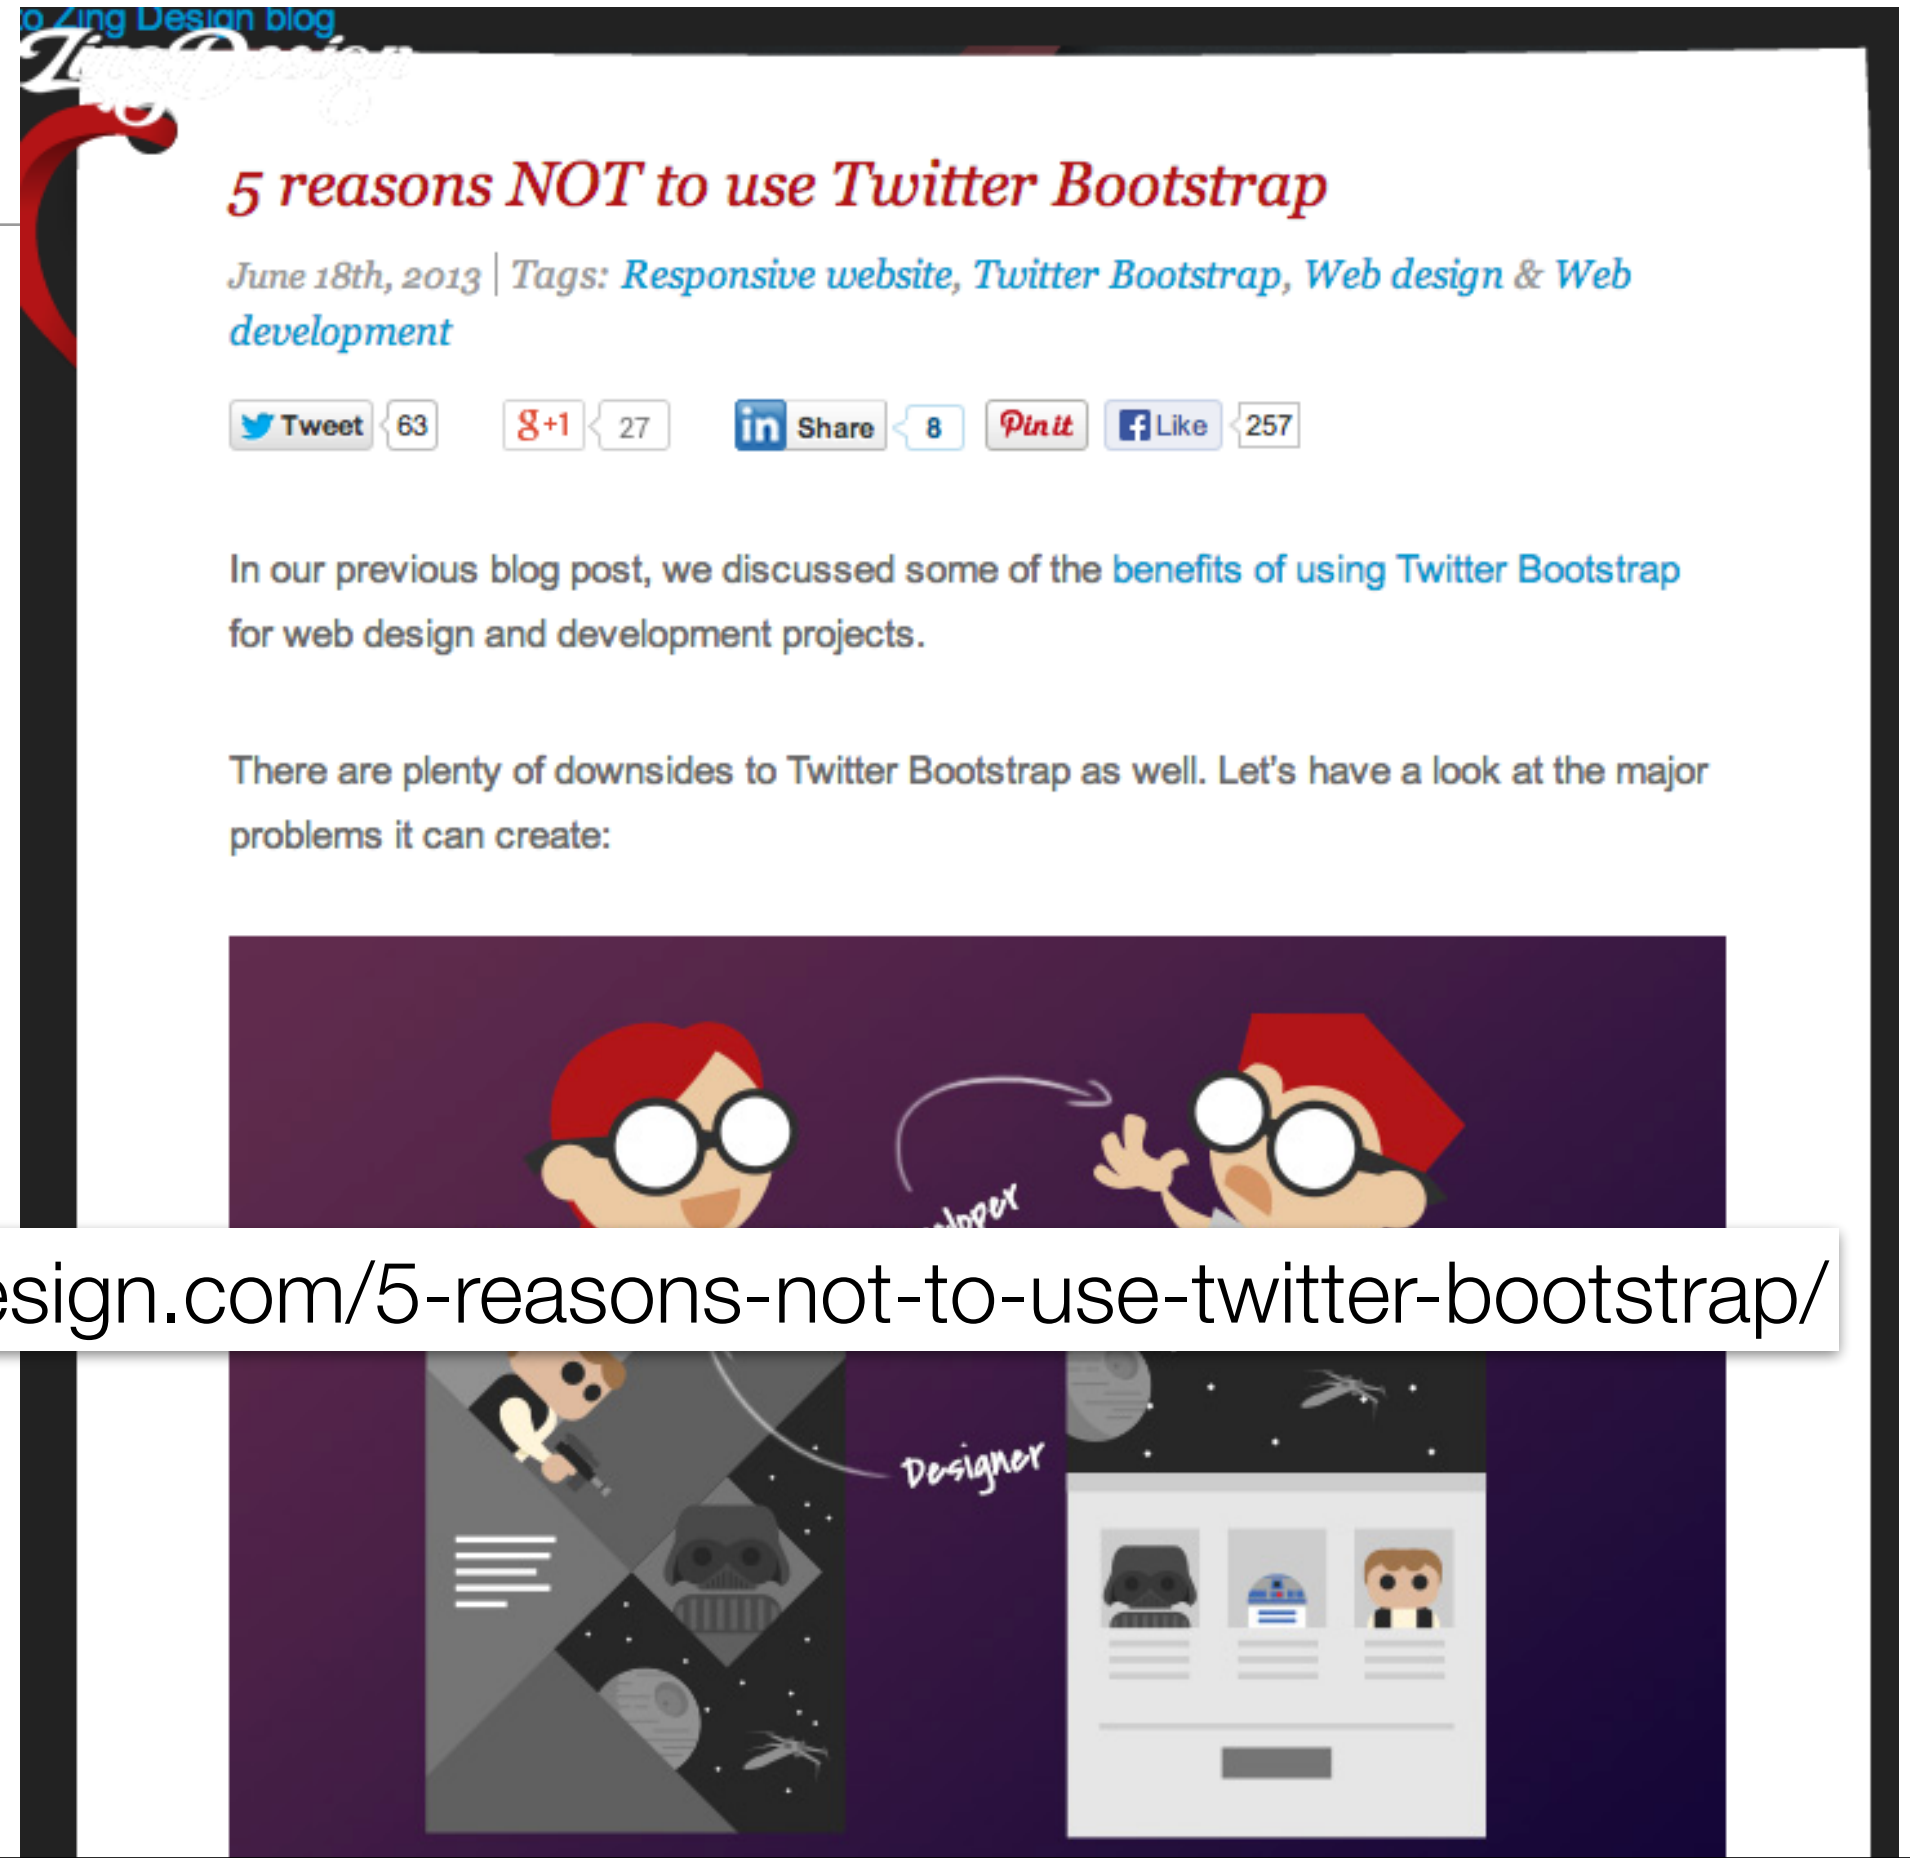 to Zing Design blog
Zing Design
5 reasons NOT to use Twitter Bootstrap
June 18th, 2013 | Tags: Responsive website, Twitter Bootstrap, Web design & Web
development
Tweet 63 g+1 27 in Share 8 Pin it f Like 257
In our previous blog post, we discussed some of the benefits of using Twitter Bootstrap
for web design and development projects.
There are plenty of downsides to Twitter Bootstrap as well. Let's have a look at the major
problems it can create:
esign.com/5-reasons-not-to-use-twitter-bootstrap/
Designer